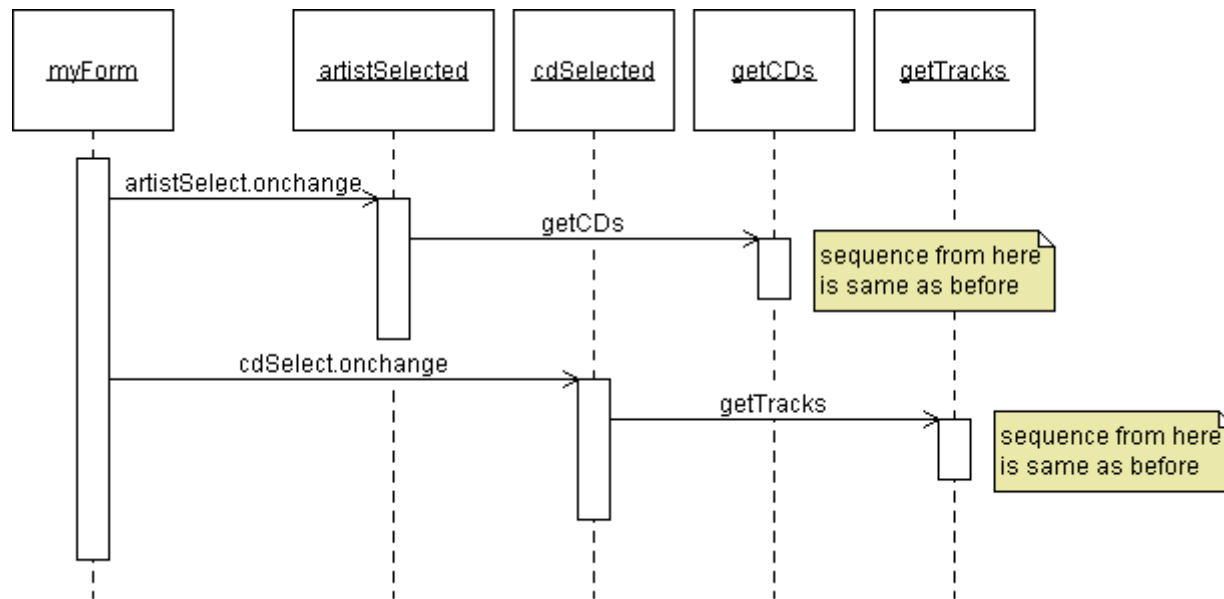 myForm
artistSelected
cdSelected
getCDs
getTracks
artistSelect.onchange
getCDs
sequence from here
is same as before
cdSelect.onchange
getTracks
sequence from here
is same as before